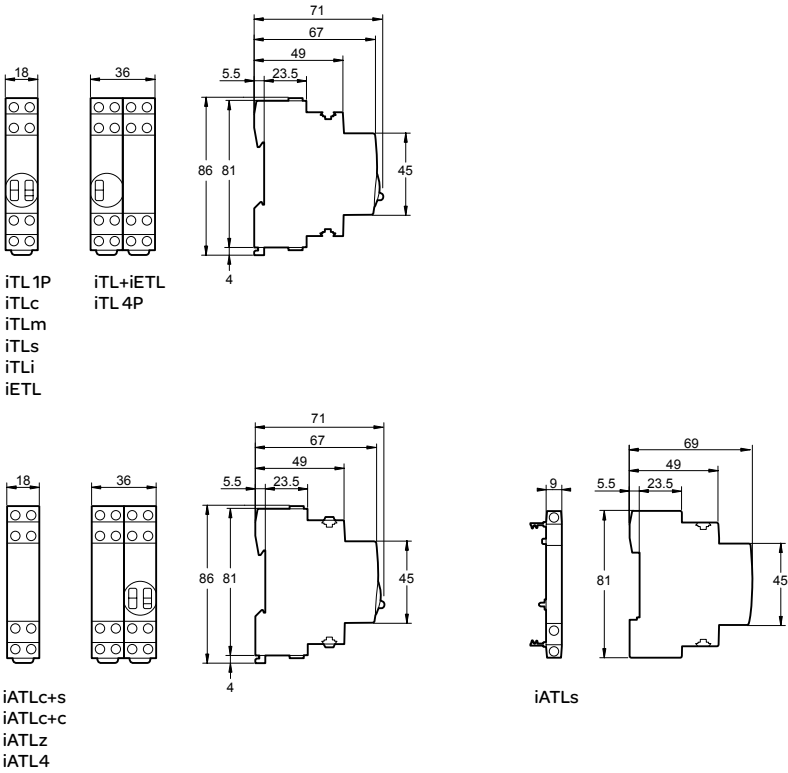 71
67
49
5.5 23.5
18
36
86 81
45
4
iTL 1P
iTLc
iTLm
iTLs
iTLi
iETL
iTL+iETL
iTL 4P
71
67
49
5.5 23.5
18
36
86 81
45
4
iATLc+s
iATLc+c
iATLz
iATL4
69
49
9
5.5 23.5
81
45
iATLs